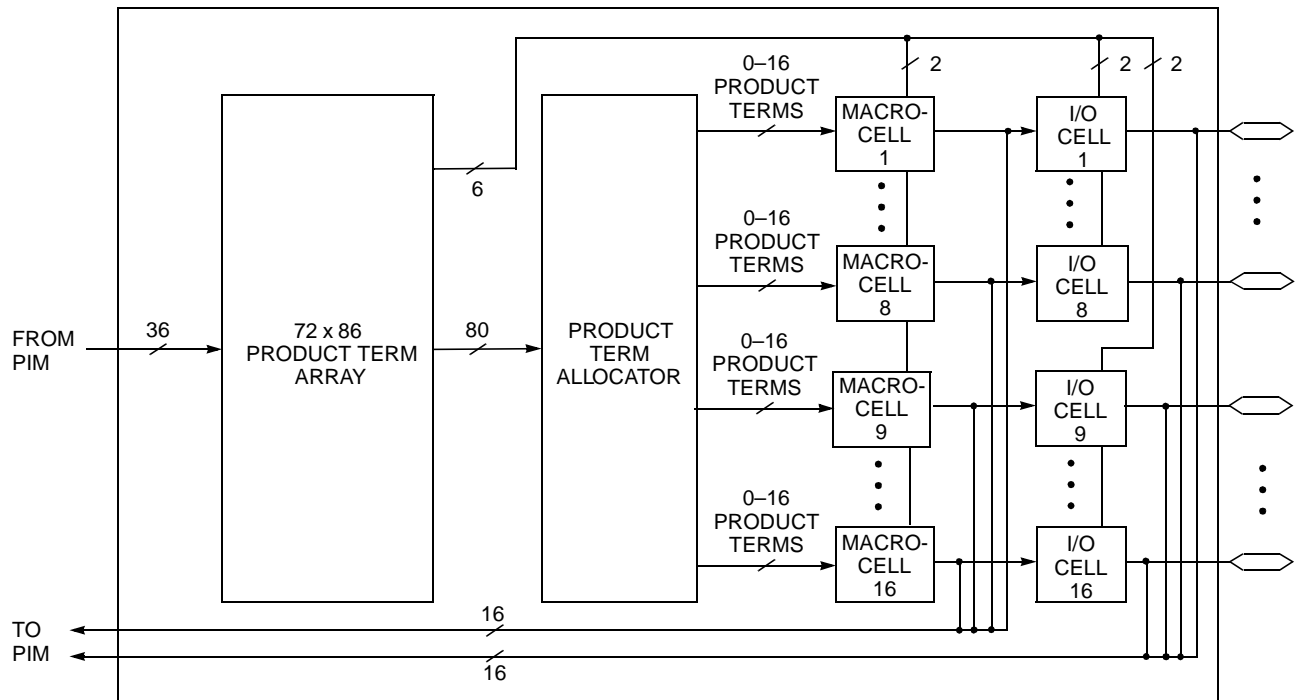 0–16
PRODUCT
TERMS
2
2
2
MACRO-
CELL
1
I/O
CELL
1
6
0–16
PRODUCT
TERMS
MACRO-
CELL
8
I/O
CELL
8
FROM
PIM
36
72 x 86
PRODUCT TERM
ARRAY
80
PRODUCT
TERM
ALLOCATOR
0–16
PRODUCT
TERMS
MACRO-
CELL
9
I/O
CELL
9
0–16
PRODUCT
TERMS
MACRO-
CELL
16
I/O
CELL
16
TO
PIM
16
16